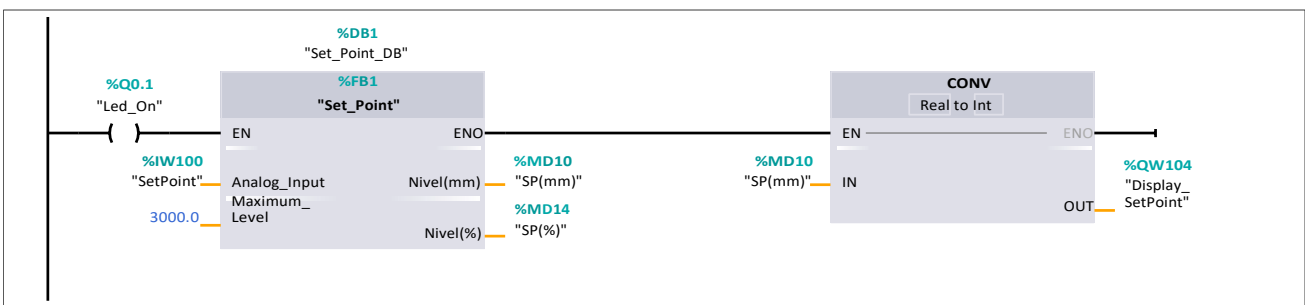 %DB1
"Set_Point_DB"
%Q0.1
"Led_On"
%FB1
"Set_Point"
EN
ENO
%IW100
"SetPoint"
Analog_Input
3000.0
Maximum_
Level
Nivel(mm)
%MD10
"SP(mm)"
Nivel(%)
%MD14
"SP(%)"
CONV
Real to Int
EN
ENO
%MD10
"SP(mm)"
IN
OUT
%QW104
"Display_
SetPoint"